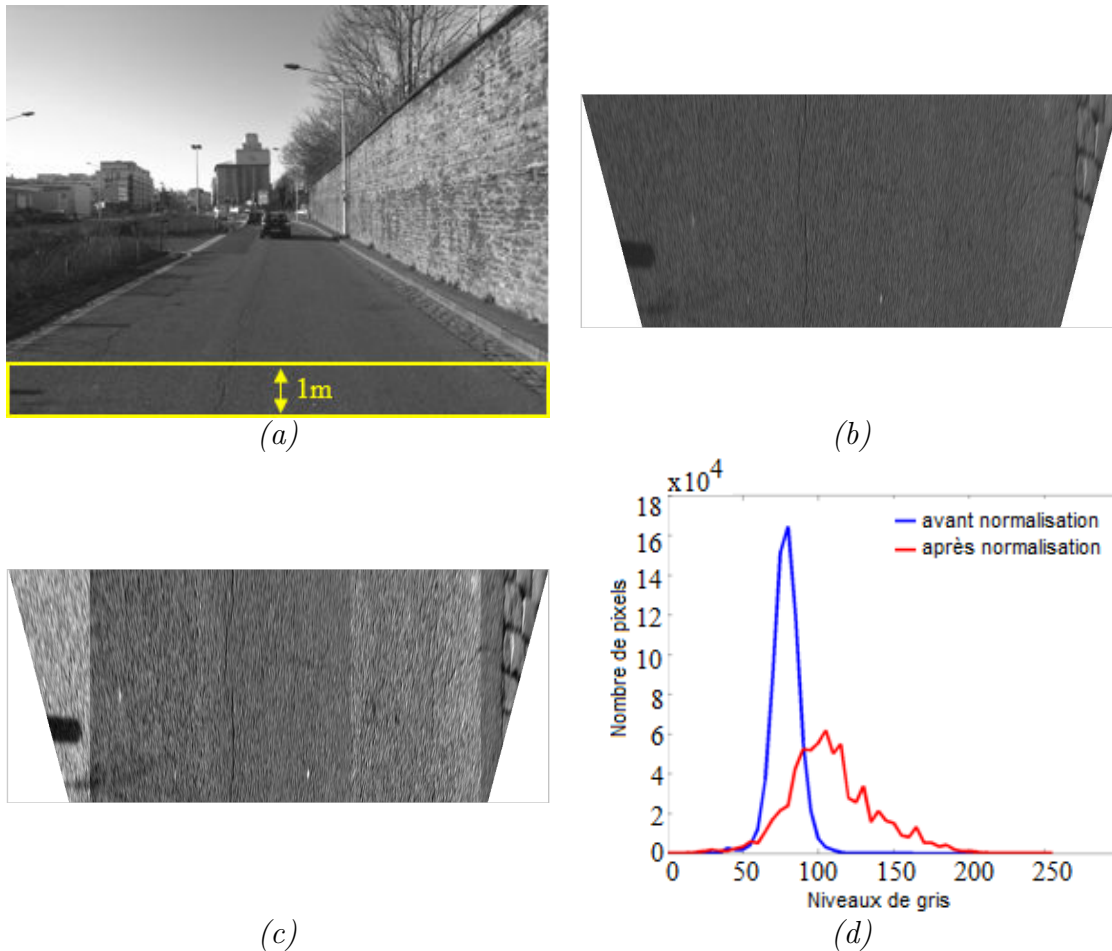 1m
(a)
(b)
x10^4
18
16
14
12
10
8
6
4
2
0
Nombre de pixels
avant normalisation
après normalisation
0 50 100 150 200 250
Niveaux de gris
(c)
(d)